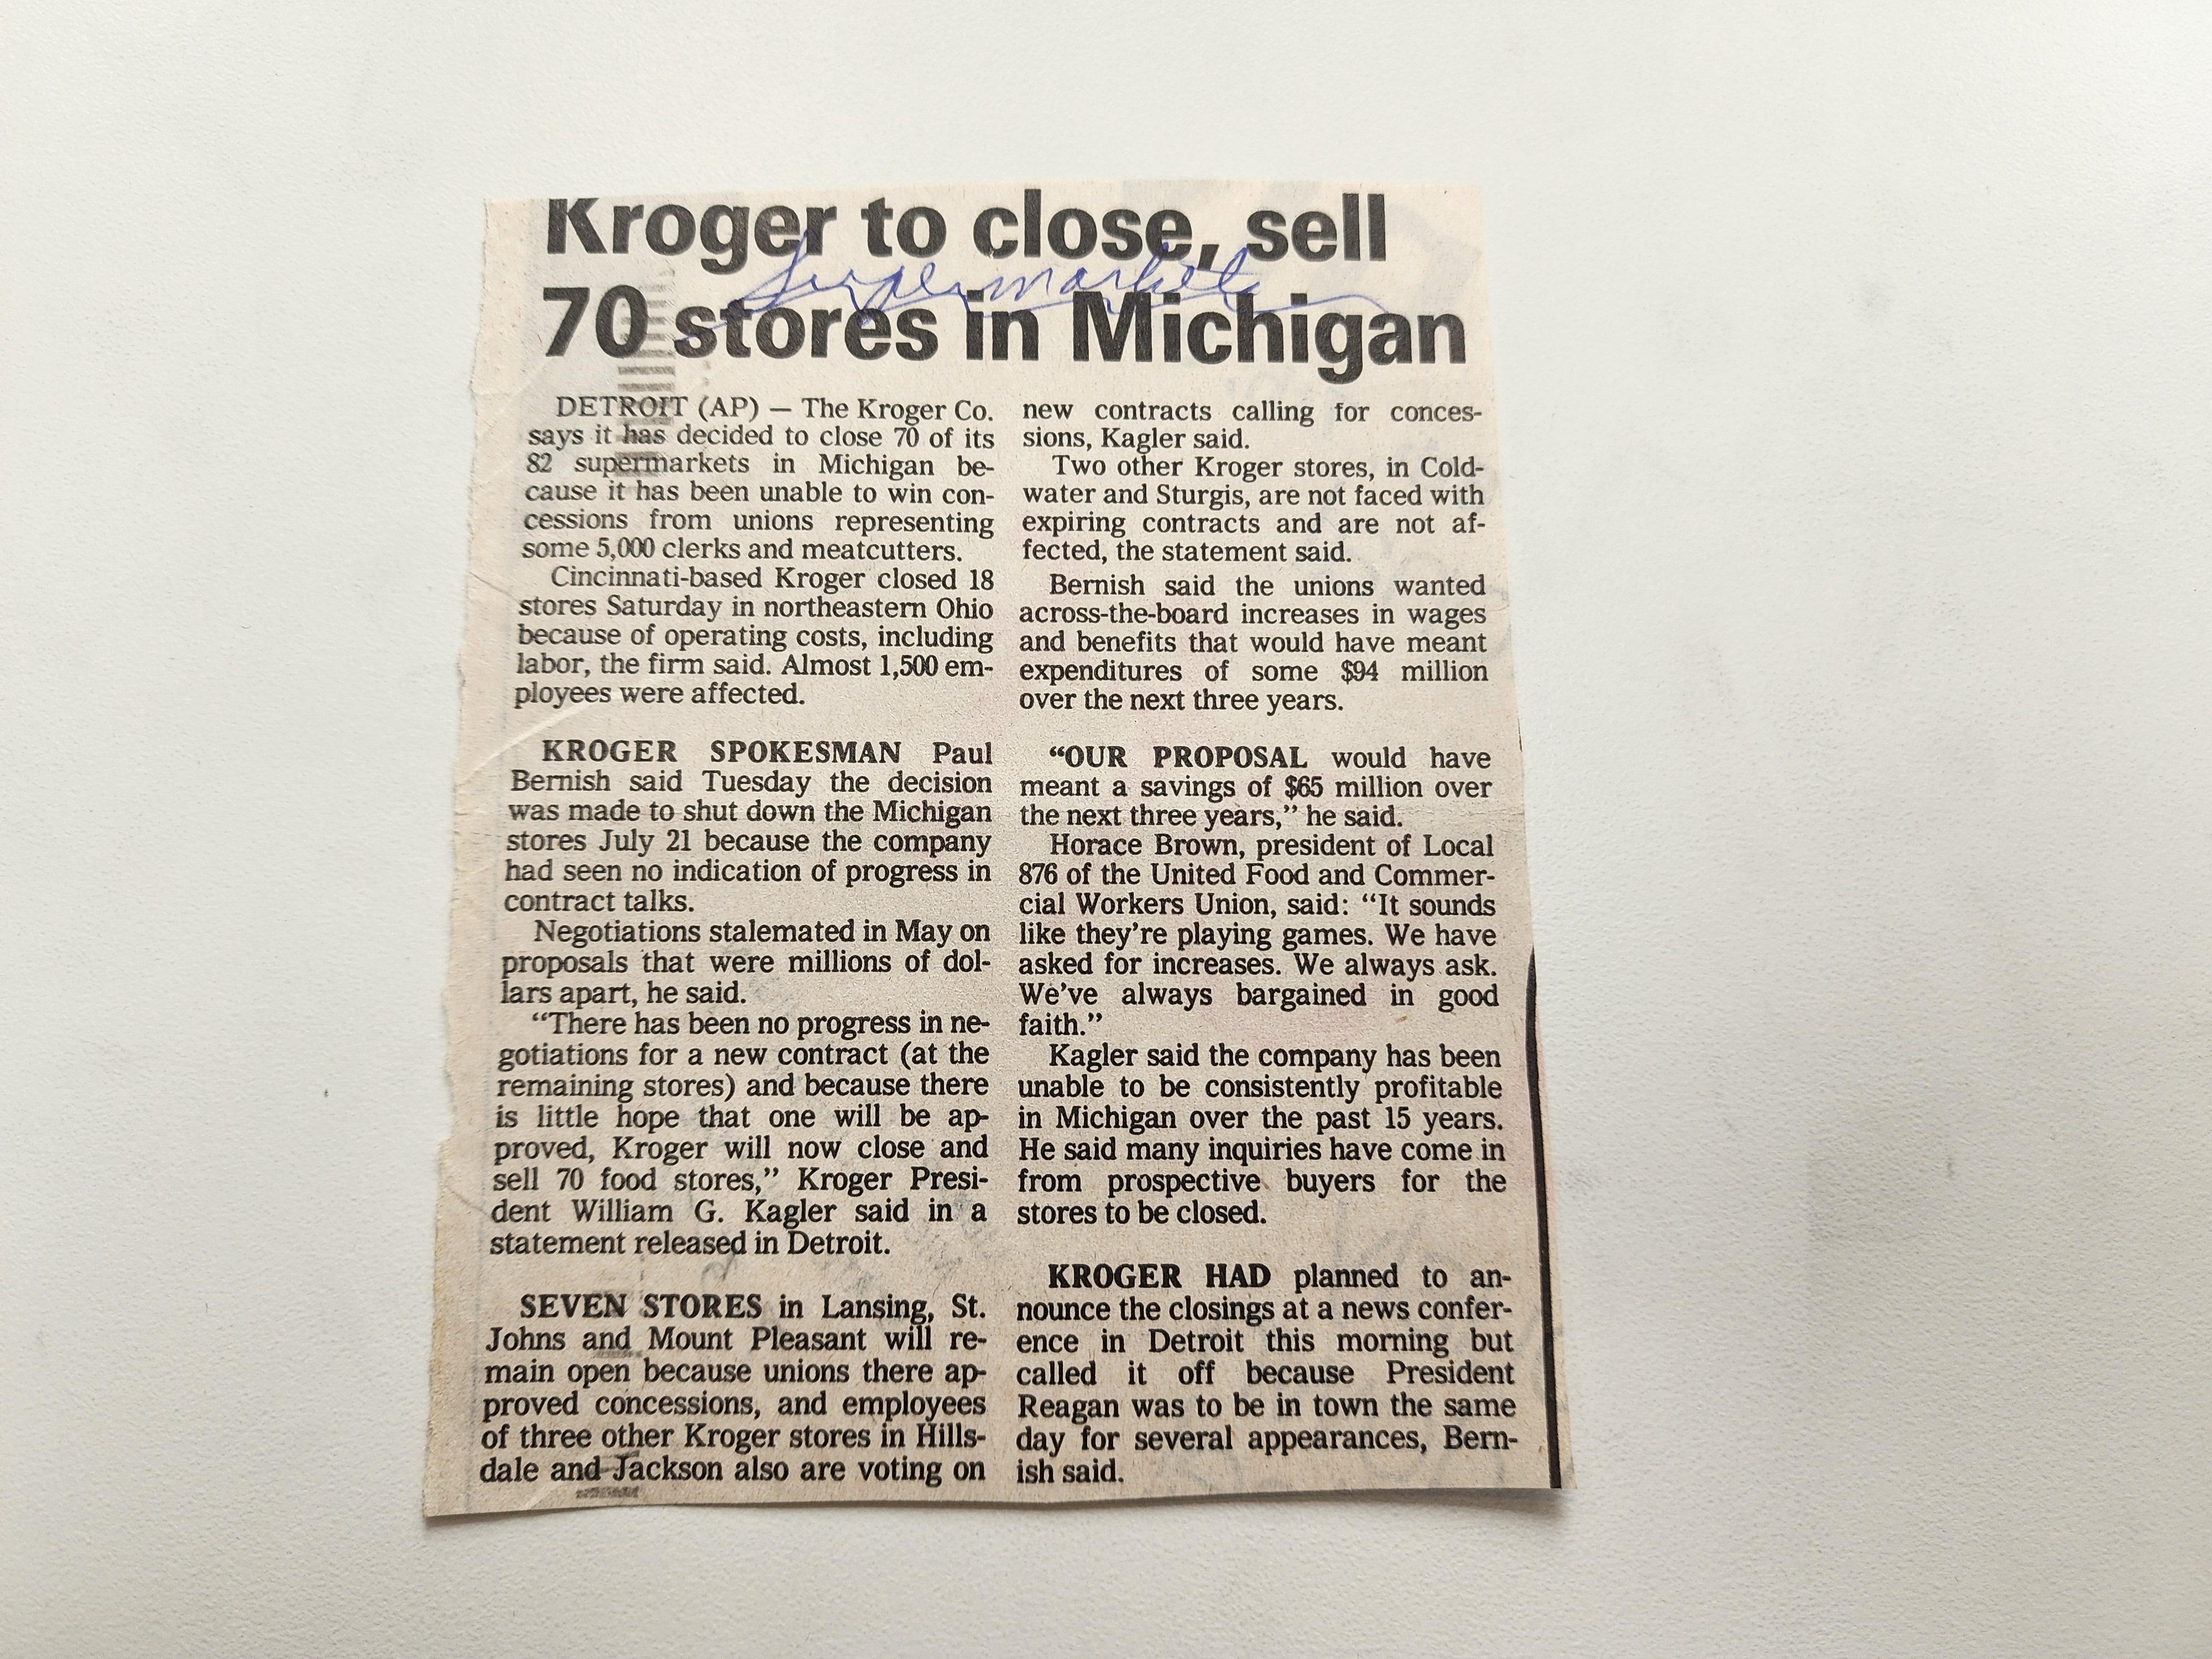 Kroger to close, sell
Supermarkets
70 stores in Michigan
DETROIT (AP) — The Kroger Co.
says it has decided to close 70 of its
82 supermarkets in Michigan be-
cause it has been unable to win con-
cessions from unions representing
some 5,000 clerks and meatcutters.
Cincinnati-based Kroger closed 18
stores Saturday in northeastern Ohio
because of operating costs, including
labor, the firm said. Almost 1,500 em-
ployees were affected.
KROGER SPOKESMAN Paul
Bernish said Tuesday the decision
was made to shut down the Michigan
stores July 21 because the company
had seen no indication of progress in
contract talks.
Negotiations stalemated in May on
proposals that were millions of dol-
lars apart, he said.
“There has been no progress in ne-
gotiations for a new contract (at the
remaining stores) and because there
is little hope that one will be ap-
proved, Kroger will now close and
sell 70 food stores,” Kroger Presi-
dent William G. Kagler said in a
statement released in Detroit.
SEVEN STORES in Lansing, St.
Johns and Mount Pleasant will re-
main open because unions there ap-
proved concessions, and employees
of three other Kroger stores in Hills-
dale and Jackson also are voting on
new contracts calling for conces-
sions, Kagler said.
Two other Kroger stores, in Cold-
water and Sturgis, are not faced with
expiring contracts and are not af-
fected, the statement said.
Bernish said the unions wanted
across-the-board increases in wages
and benefits that would have meant
expenditures of some $94 million
over the next three years.
“OUR PROPOSAL would have
meant a savings of $65 million over
the next three years,” he said.
Horace Brown, president of Local
876 of the United Food and Commer-
cial Workers Union, said: “It sounds
like they’re playing games. We have
asked for increases. We always ask.
We’ve always bargained in good
faith.”
Kagler said the company has been
unable to be consistently profitable
in Michigan over the past 15 years.
He said many inquiries have come in
from prospective buyers for the
stores to be closed.
KROGER HAD planned to an-
nounce the closings at a news confer-
ence in Detroit this morning but
called it off because President
Reagan was to be in town the same
day for several appearances, Bern-
ish said.